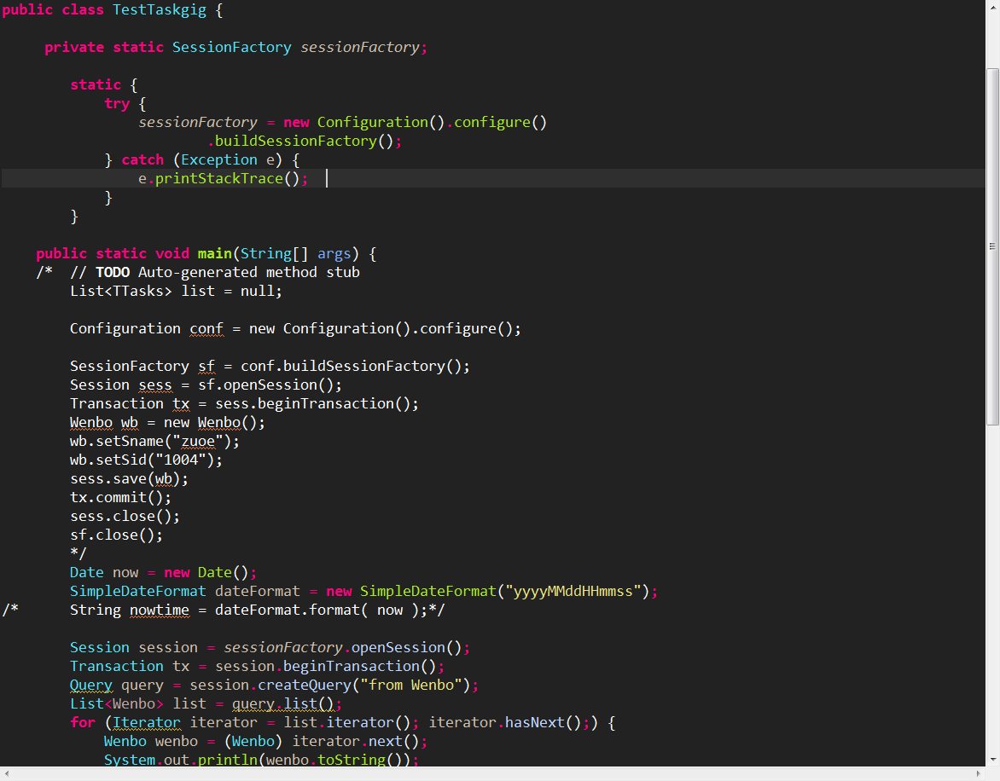 public class TestTaskgig {
private static SessionFactory sessionFactory;
static {
try {
sessionFactory = new Configuration().configure()
.buildSessionFactory();
} catch (Exception e) {
e.printStackTrace();
}
}
public static void main(String[] args) {
/* // TODO Auto-generated method stub
List<TTasks> list = null;
Configuration conf = new Configuration().configure();
SessionFactory sf = conf.buildSessionFactory();
Session sess = sf.openSession();
Transaction tx = sess.beginTransaction();
Wenbo wb = new Wenbo();
wb.setSname("zuoe");
wb.setSid("1004");
sess.save(wb);
tx.commit();
sess.close();
sf.close();
*/
Date now = new Date();
SimpleDateFormat dateFormat = new SimpleDateFormat("yyyyMMddHHmmss");
/* String nowtime = dateFormat.format( now );*/
Session session = sessionFactory.openSession();
Transaction tx = session.beginTransaction();
Query query = session.createQuery("from Wenbo");
List<Wenbo> list = query.list();
for (Iterator iterator = list.iterator(); iterator.hasNext();) {
Wenbo wenbo = (Wenbo) iterator.next();
System.out.println(wenbo.toString());